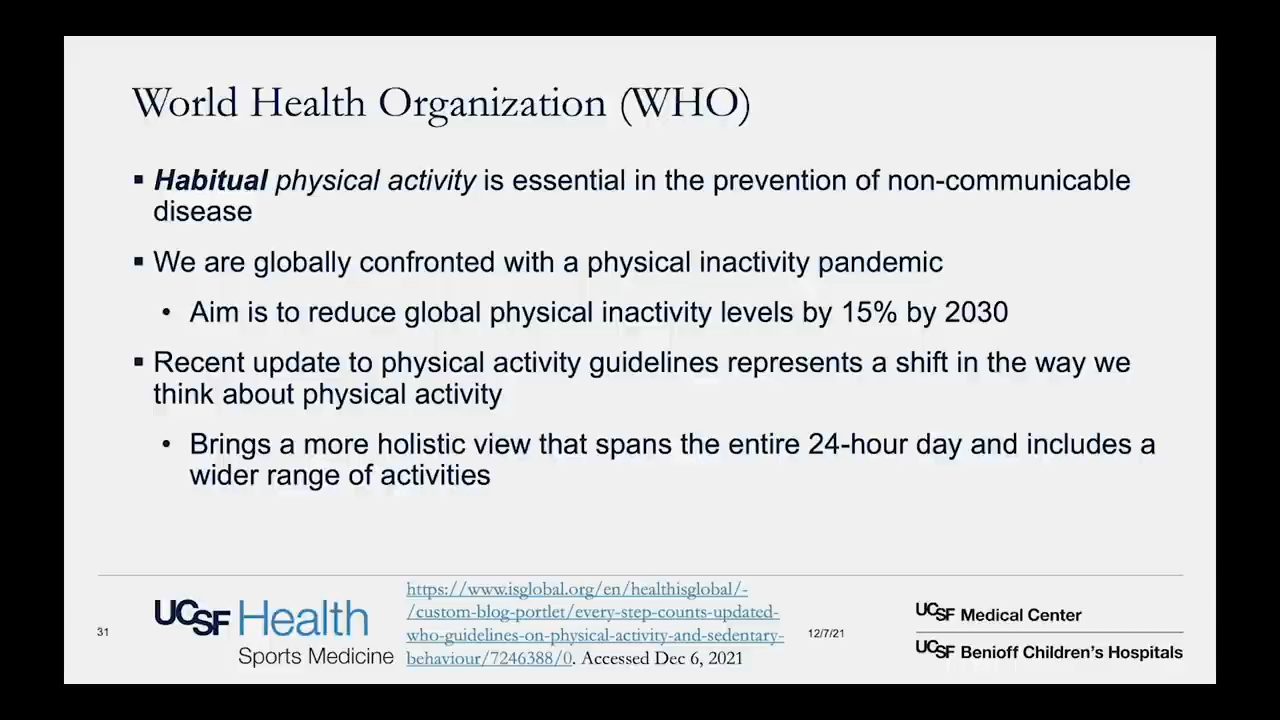 World Health Organization (WHO)
▪ Habitual physical activity is essential in the prevention of non-communicable
disease
▪ We are globally confronted with a physical inactivity pandemic
• Aim is to reduce global physical inactivity levels by 15% by 2030
▪ Recent update to physical activity guidelines represents a shift in the way we
think about physical activity
• Brings a more holistic view that spans the entire 24-hour day and includes a
wider range of activities
31
UCSF Health
Sports Medicine
https://www.isglobal.org/en/healthisglobal/-
/custom-blog-portlet/every-step-counts-updated-
who-guidelines-on-physical-activity-and-sedentary-
behaviour/7246388/0. Accessed Dec 6, 2021
12/7/21
UCSF Medical Center
UCSF Benioff Children's Hospitals